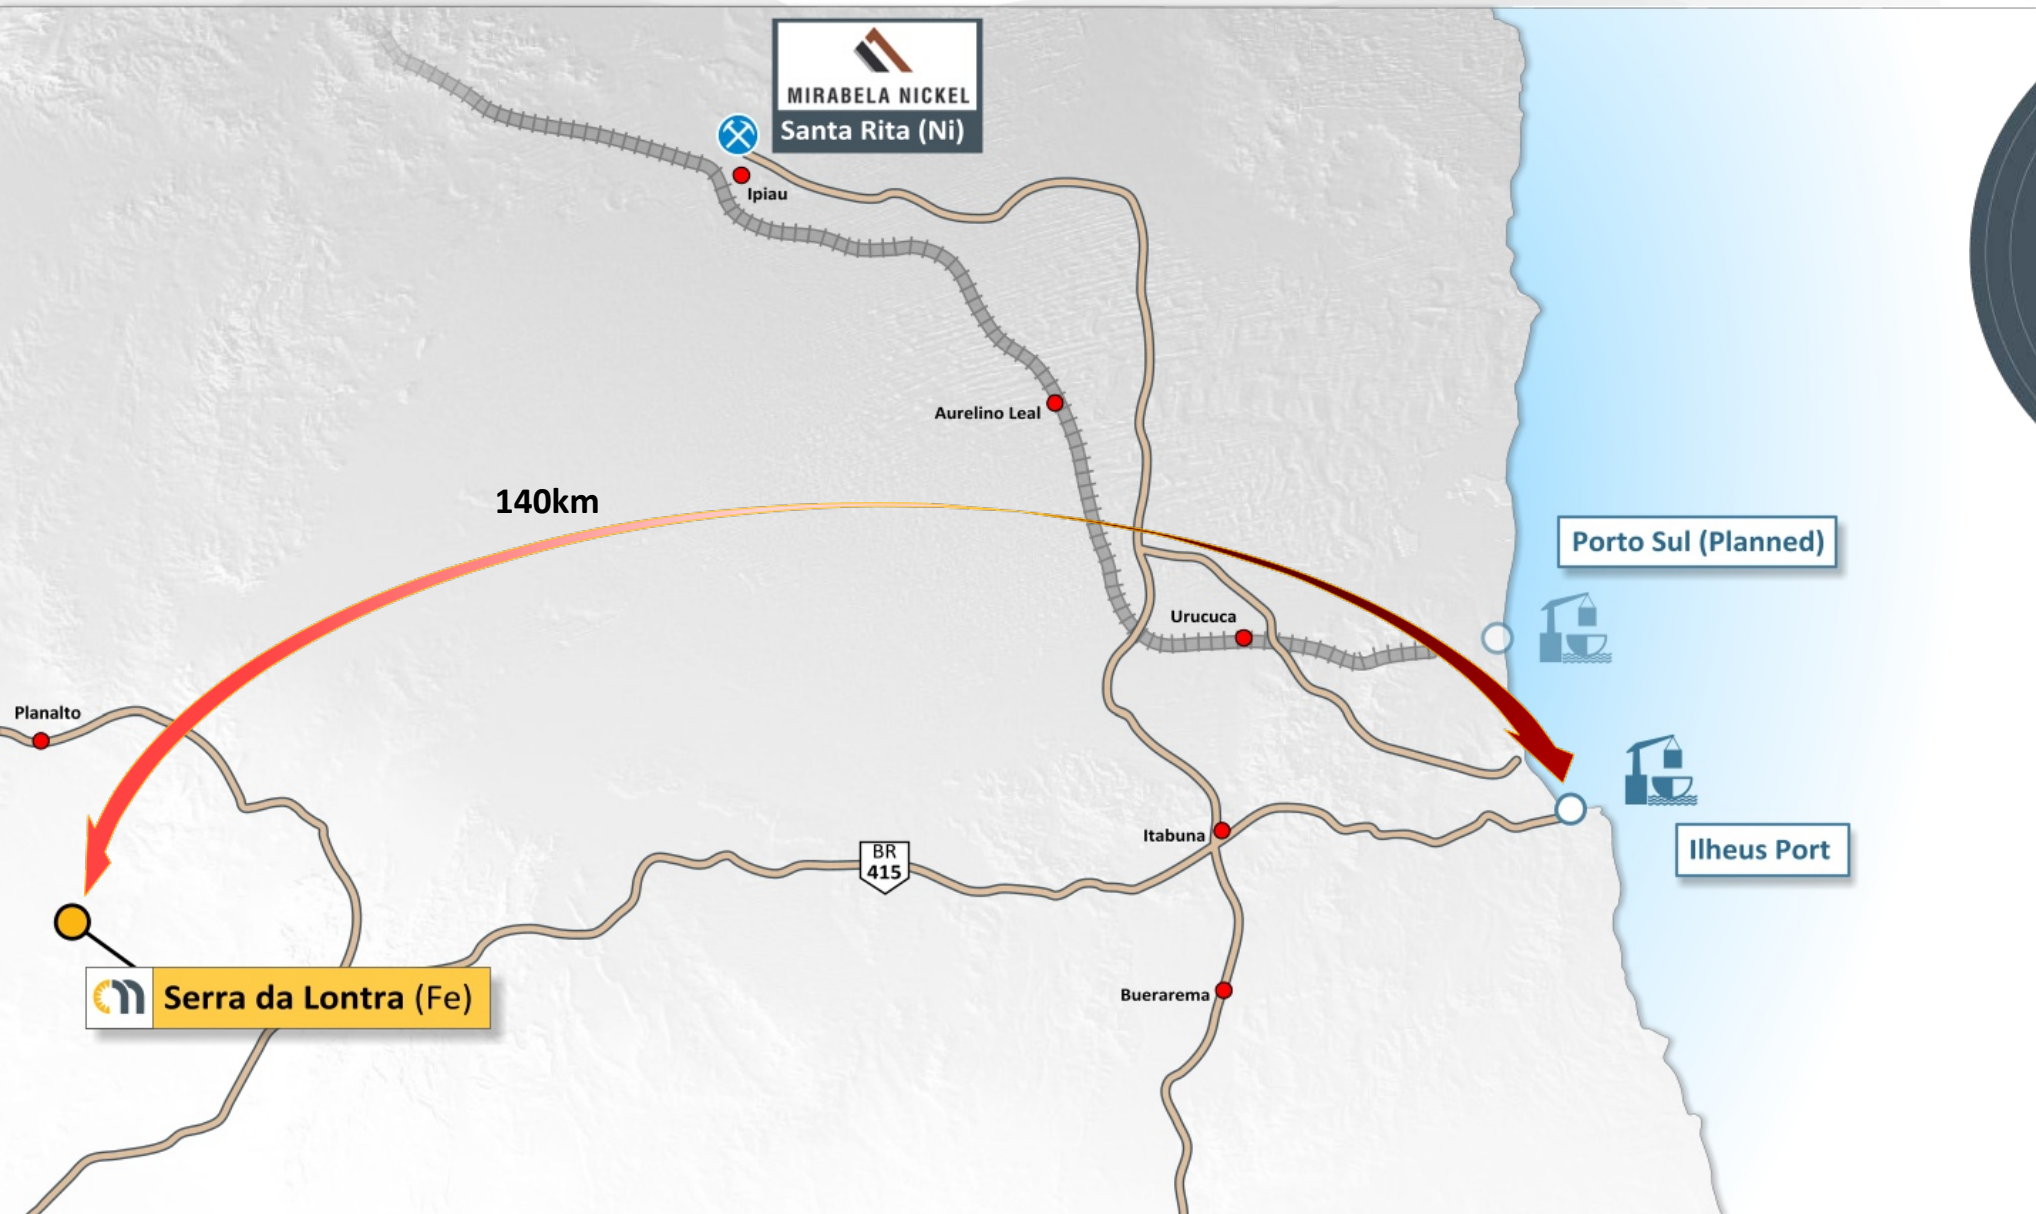 MIRABELA NICKEL
Santa Rita (Ni)
Ipiau
Aurelino Leal
140km
Porto Sul (Planned)
Urucuca
Planalto
Itabuna
BR
415
Ilheus Port
Serra da Lontra (Fe)
Buerarema